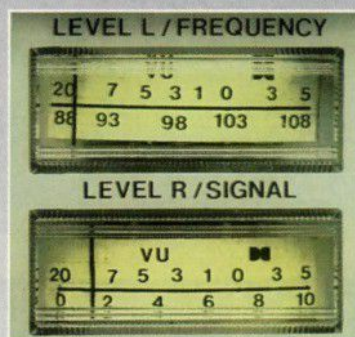 LEVEL L / FREQUENCY
VU
20 7 5 3 1 0 3 5
88 93 98 103 108
LEVEL R / SIGNAL
VU
20 7 5 3 1 0 3 5
0 2 4 6 8 10